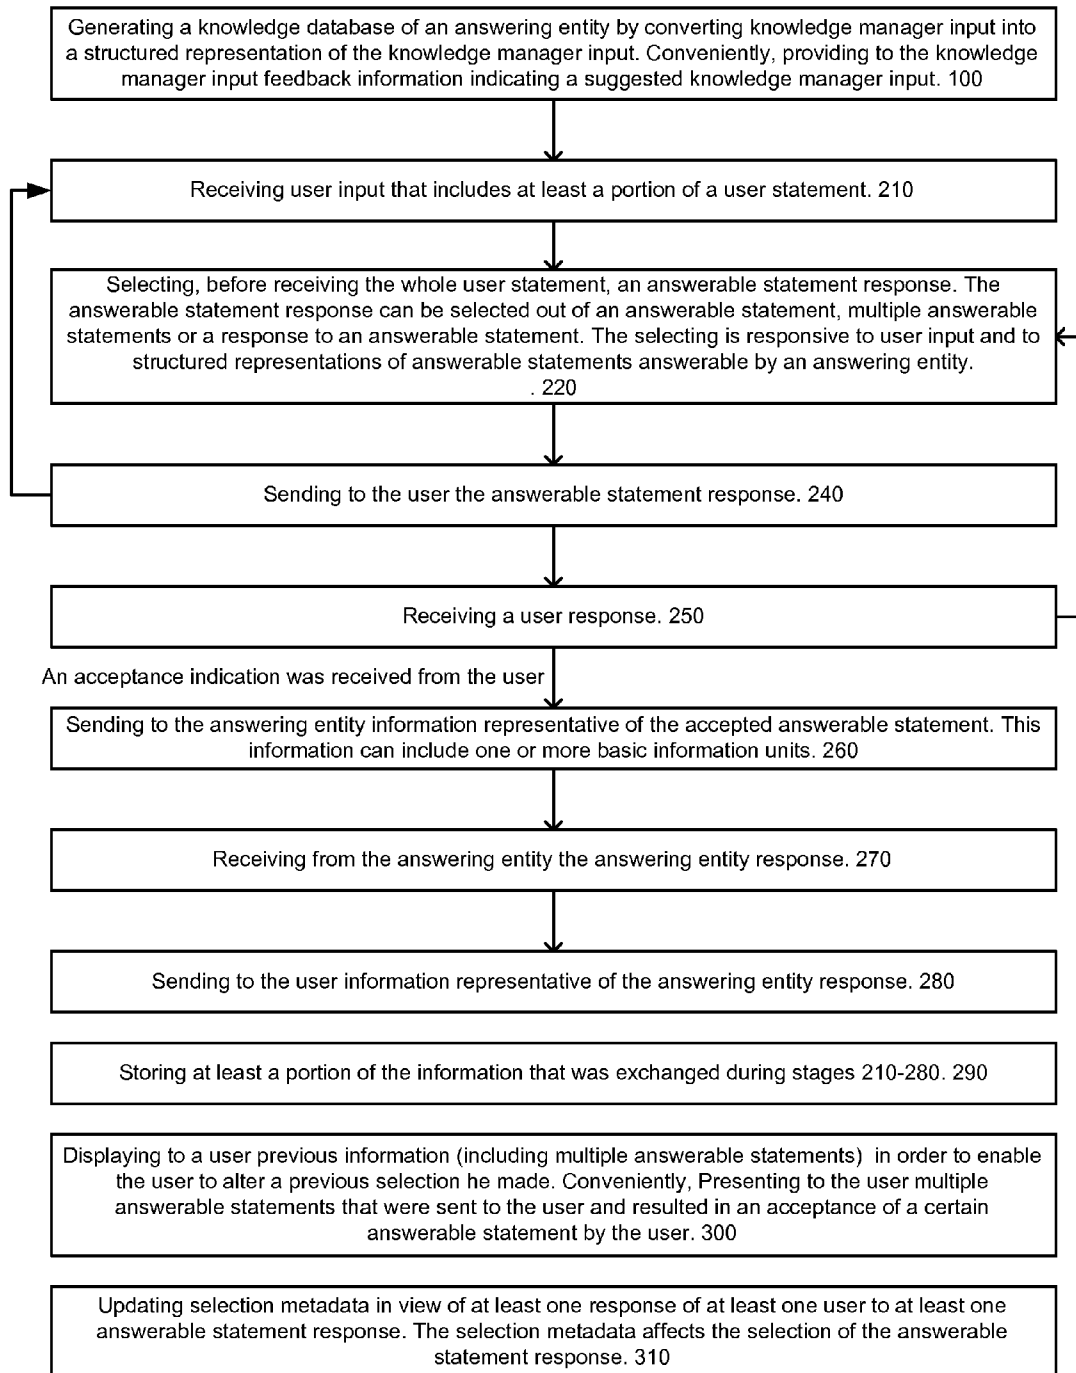 Generating a knowledge database of an answering entity by converting knowledge manager input into
a structured representation of the knowledge manager input. Conveniently, providing to the knowledge
manager input feedback information indicating a suggested knowledge manager input. 100
Receiving user input that includes at least a portion of a user statement. 210
Selecting, before receiving the whole user statement, an answerable statement response. The
answerable statement response can be selected out of an answerable statement, multiple answerable
statements or a response to an answerable statement. The selecting is responsive to user input and to
structured representations of answerable statements answerable by an answering entity.
. 220
Sending to the user the answerable statement response. 240
Receiving a user response. 250
An acceptance indication was received from the user
Sending to the answering entity information representative of the accepted answerable statement. This
information can include one or more basic information units. 260
Receiving from the answering entity the answering entity response. 270
Sending to the user information representative of the answering entity response. 280
Storing at least a portion of the information that was exchanged during stages 210-280. 290
Displaying to a user previous information (including multiple answerable statements) in order to enable
the user to alter a previous selection he made. Conveniently, Presenting to the user multiple
answerable statements that were sent to the user and resulted in an acceptance of a certain
answerable statement by the user. 300
Updating selection metadata in view of at least one response of at least one user to at least one
answerable statement response. The selection metadata affects the selection of the answerable
statement response. 310